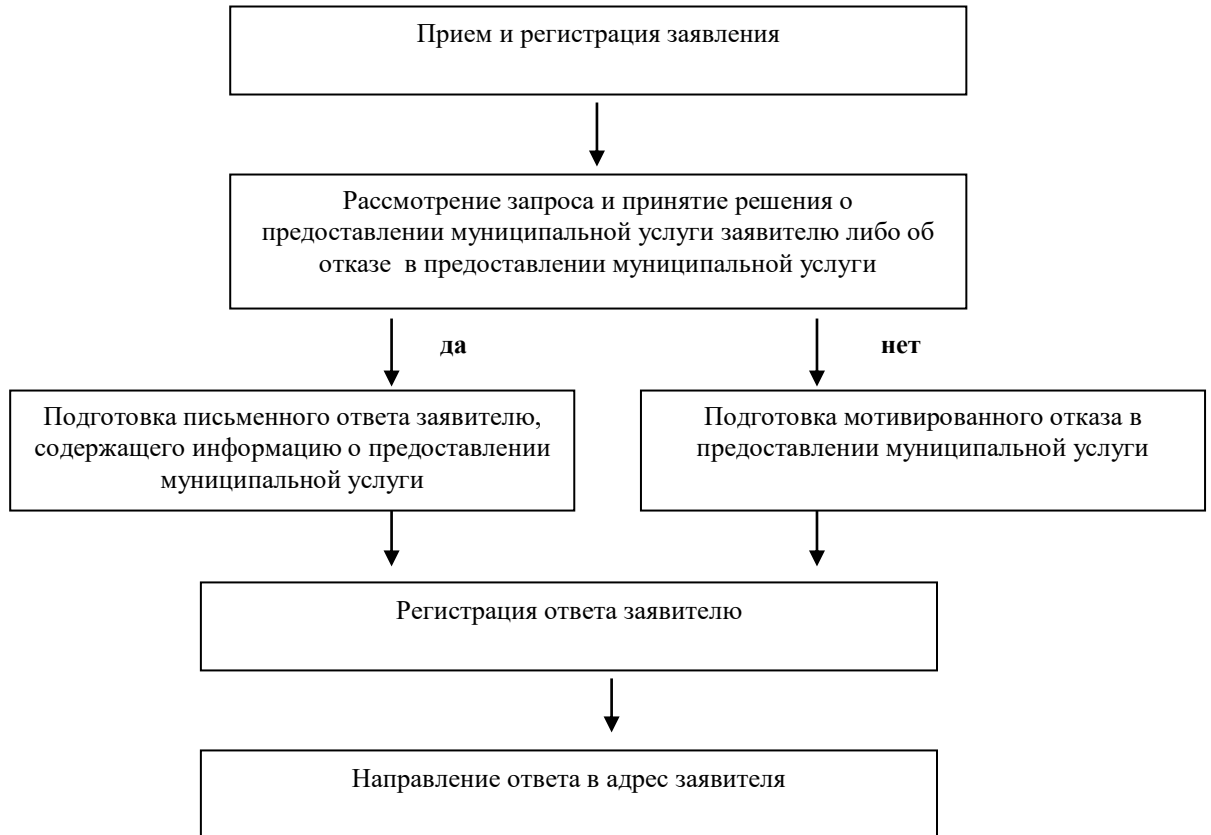 Прием и регистрация заявления
Рассмотрение запроса и принятие решения о
предоставлении муниципальной услуги заявителю либо об
отказе  в предоставлении муниципальной услуги
да
нет
Подготовка письменного ответа заявителю,
содержащего информацию о предоставлении
муниципальной услуги
Подготовка мотивированного отказа в
предоставлении муниципальной услуги
Регистрация ответа заявителю
Направление ответа в адрес заявителя